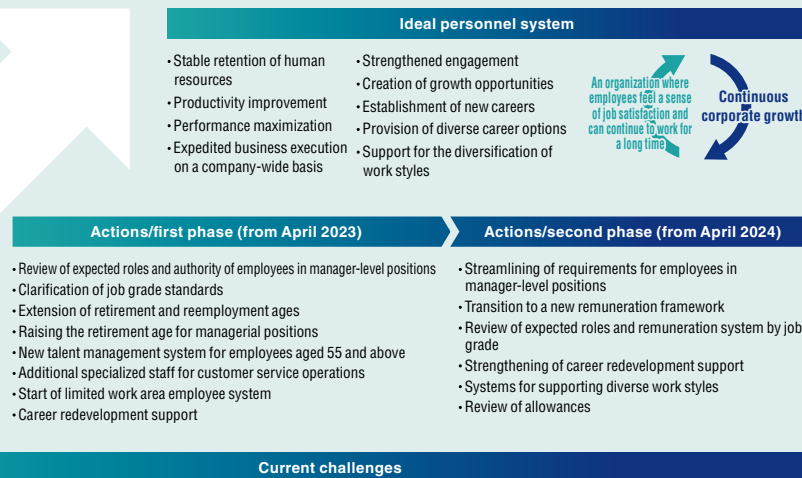 Ideal personnel system
• Stable retention of human
resources
• Productivity improvement
• Performance maximization
• Expedited business execution
on a company-wide basis
• Strengthened engagement
• Creation of growth opportunities
• Establishment of new careers
• Provision of diverse career options
• Support for the diversification of
work styles
An organization where
employees feel a sense
of job satisfaction and
can continue to work for
a long time
Continuous
corporate growth
Actions/first phase (from April 2023)
• Review of expected roles and authority of employees in manager-level positions
• Clarification of job grade standards
• Extension of retirement and reemployment ages
• Raising the retirement age for managerial positions
• New talent management system for employees aged 55 and above
• Additional specialized staff for customer service operations
• Start of limited work area employee system
• Career redevelopment support
Actions/second phase (from April 2024)
• Streamlining of requirements for employees in
manager-level positions
• Transition to a new remuneration framework
• Review of expected roles and remuneration system by job
grade
• Strengthening of career redevelopment support
• Systems for supporting diverse work styles
• Review of allowances
Current challenges